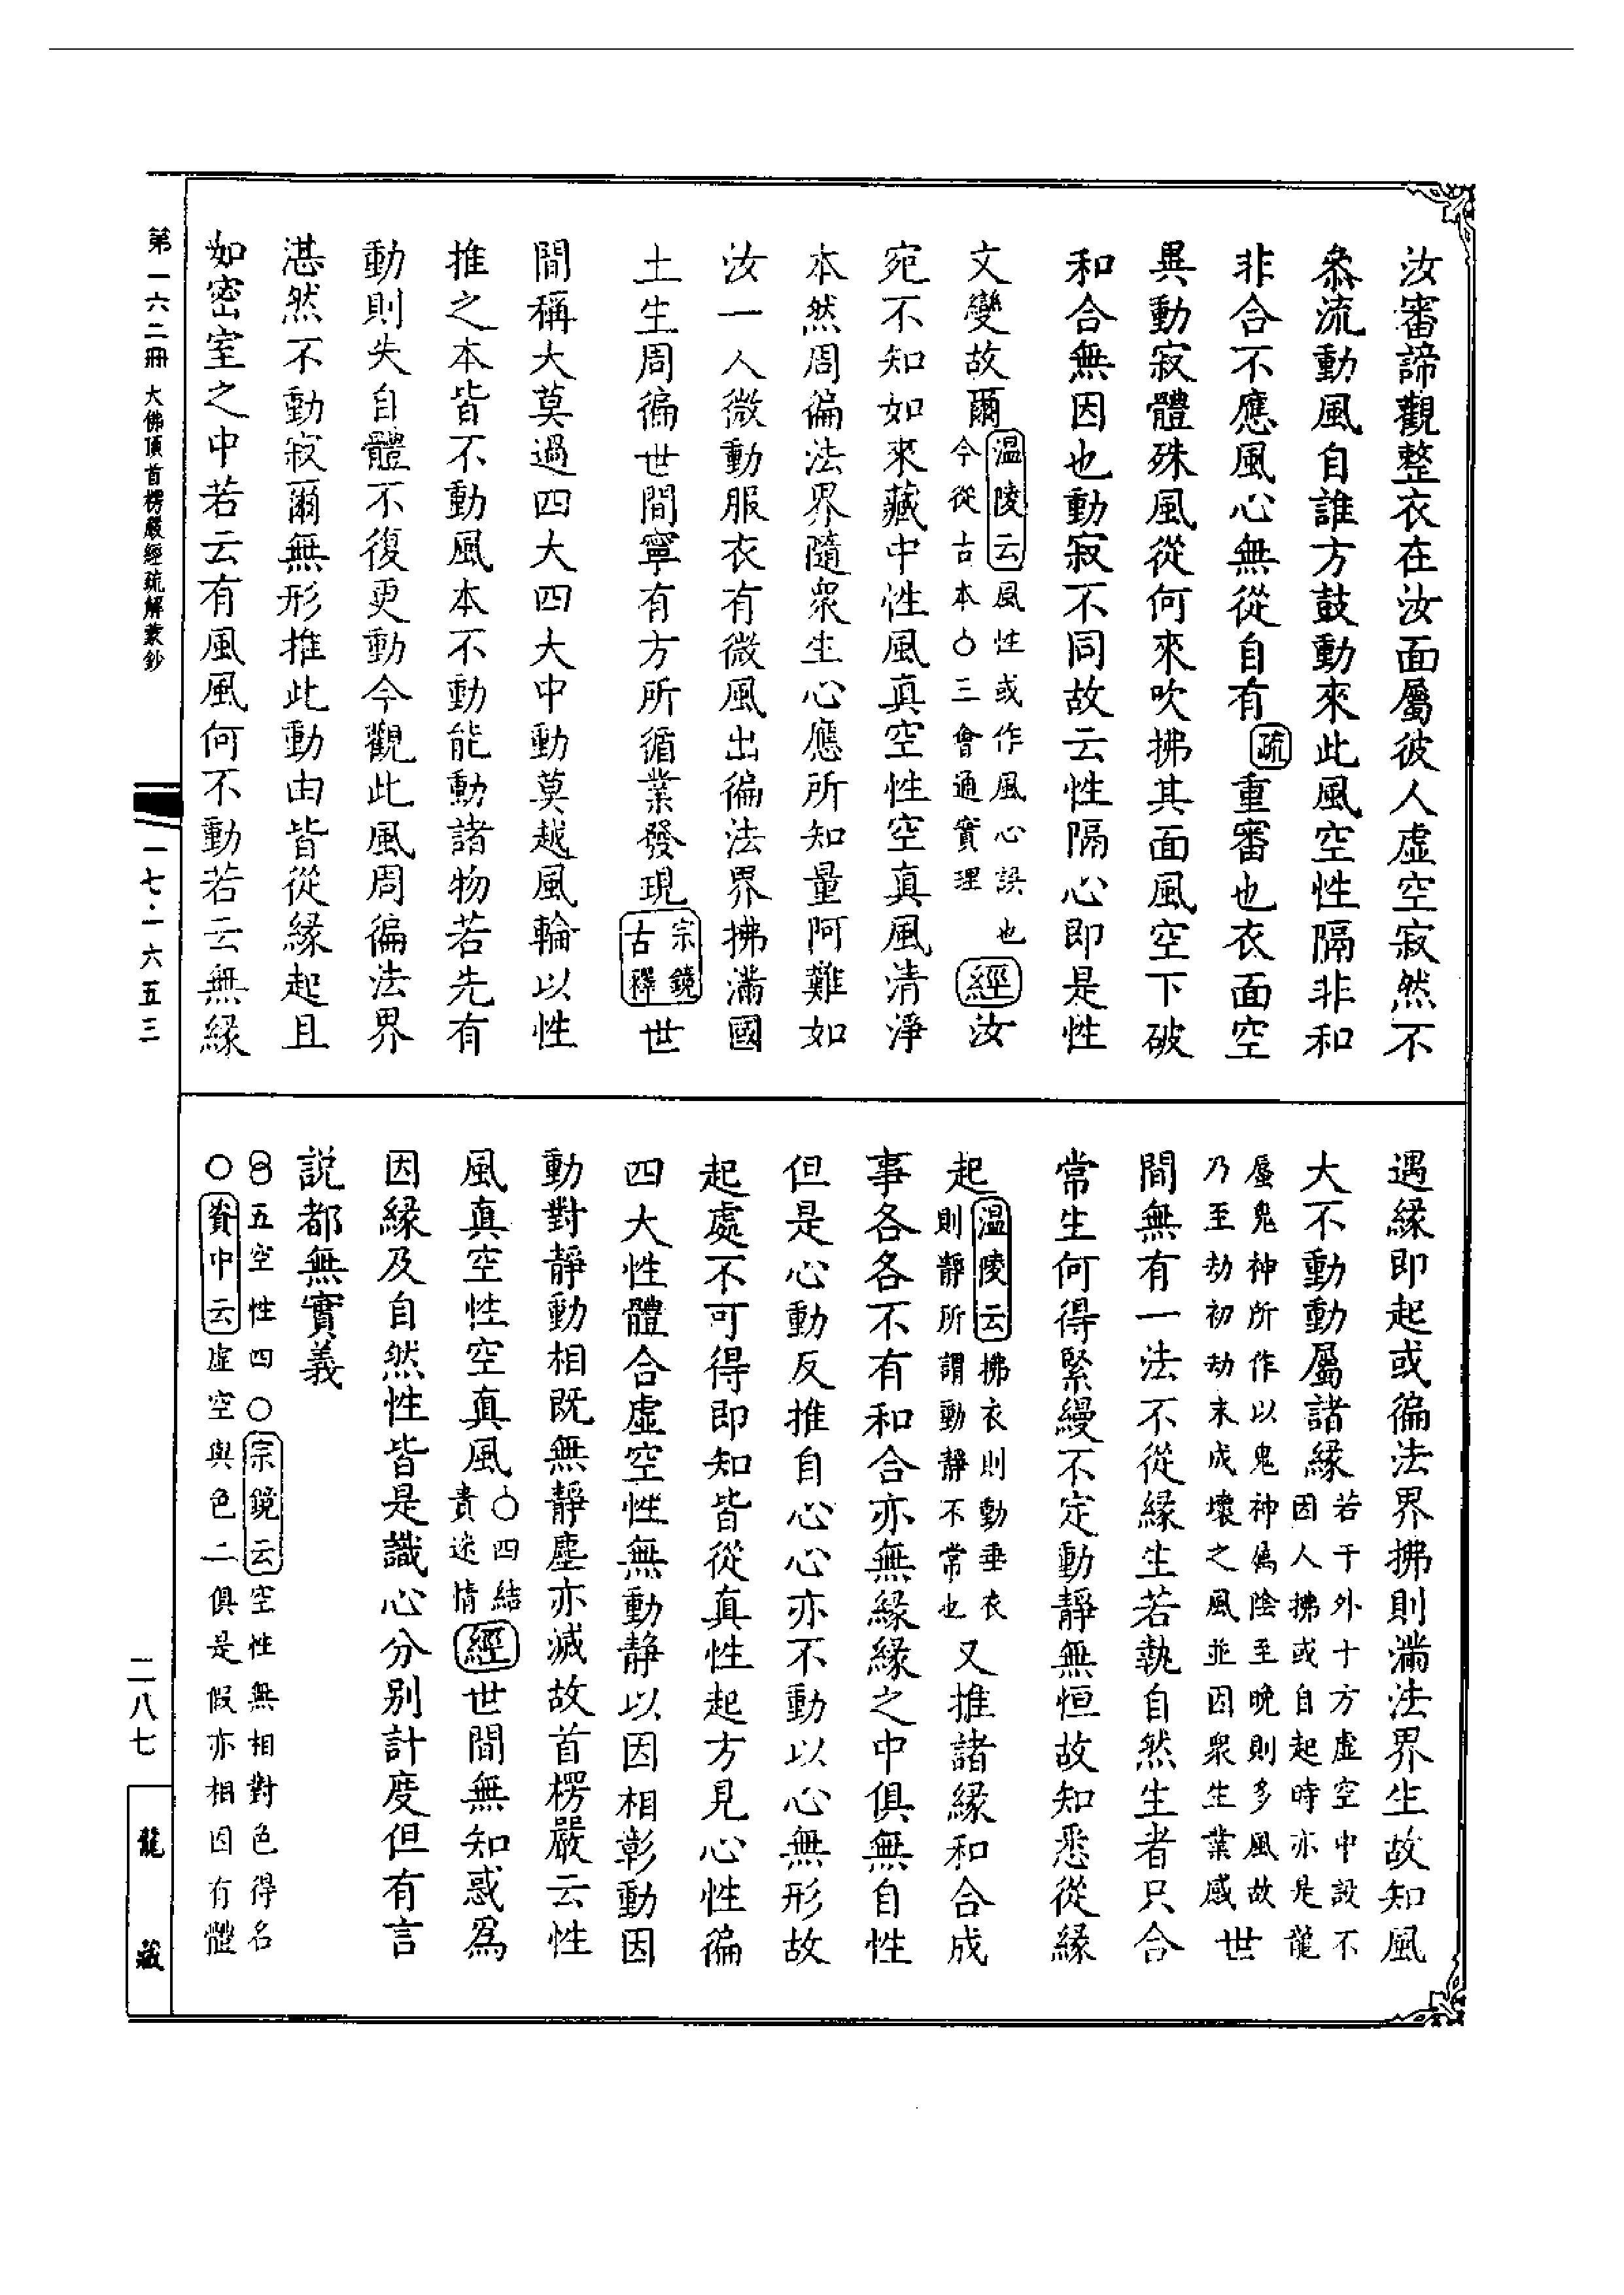 汝審諦觀整衣在汝面屬彼人虛空寂然不
叅流動風自誰方鼓動來此風空性隔非和
非合不應風心無從自有疏重審也衣面空
異動寂體殊風從何來吹拂其面風空下破
和合無因也動寂不同故云性隔心即是性
文變故爾溫陵云風性或作風心誤也今從古本○三會通實理經汝
宛不知如來藏中性風真空性空真風清淨
本然周徧法界隨衆生心應所知量阿難如
汝一人微動服衣有微風出徧法界拂滿國
土生周徧世間寧有方所循業發現宗鏡古釋世
間稱大莫過四大四大中動莫越風輪以性
推之本皆不動風本不動能動諸物若先有
動則失自體不復更動今觀此風周徧法界
湛然不動寂爾無形推此動由皆從緣起且
如密室之中若云有風風何不動若云無緣
遇緣即起或徧法界拂則滿法界生故知風
大不動動屬諸緣若于外十方虛空中設不因人拂或自起時亦是龍
蜃鬼神所作以鬼神屬陰至晚則多風故乃至劫初劫末成壞之風並因衆生業感世
間無有一法不從緣生若執自然生者只合
常生何得緊縵不定動靜無恒故知悉從緣
起溫陵云拂衣則動垂衣則靜所謂動靜不常也又推諸緣和合成
事各各不有和合亦無緣緣之中俱無自性
但是心動反推自心心亦不動以心無形故
起處不可得即知皆從真性起方見心性徧
四大性體合虛空性無動靜以因相彰動因
動對靜動相既無靜塵亦滅故首楞嚴云性
風真空性空真風○四結責迷情經世間無知惑爲
因緣及自然性皆是識心分別計度但有言
說都無實義
五空性四○宗鏡云空性無相對色得名
○資中云虛空與色二俱是假亦相因有體
第一六二冊 大佛頂首楞嚴經疏解蒙鈔
一七·一六五三
二八七
龍藏